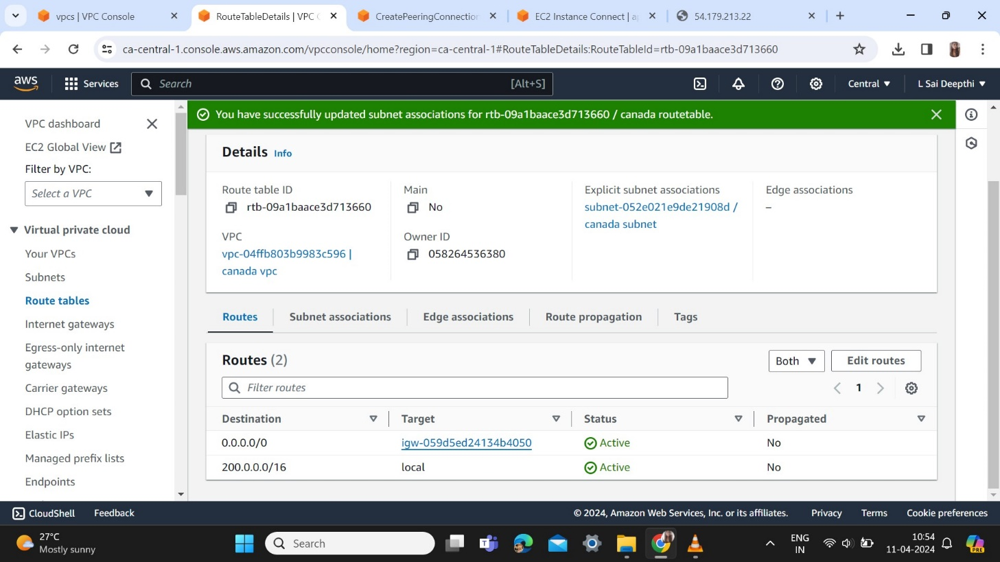 vpcs | VPC Console
RouteTableDetails | VPC
CreatePeeringConnection
EC2 Instance Connect | ap
54.179.213.22
ca-central-1.console.aws.amazon.com/vpcconsole/home?region=ca-central-1#RouteTableDetails:RouteTableId=rtb-09a1baace3d713660
aws
Services
Search
[Alt+S]
Central
L Sai Deepthi
VPC dashboard
EC2 Global View
Filter by VPC:
Select a VPC
Virtual private cloud
Your VPCs
Subnets
Route tables
Internet gateways
Egress-only internet
gateways
Carrier gateways
DHCP option sets
Elastic IPs
Managed prefix lists
Endpoints
You have successfully updated subnet associations for rtb-09a1baace3d713660 / canada routetable.
Details Info
Route table ID
rtb-09a1baace3d713660
Main
No
Explicit subnet associations
subnet-052e021e9de21908d /
canada subnet
Edge associations
–
VPC
vpc-04ffb803b9983c596 |
canada vpc
Owner ID
058264536380
Routes
Subnet associations
Edge associations
Route propagation
Tags
Routes (2)
Both
Edit routes
Filter routes
1
Destination Target Status Propagated
0.0.0.0/0 igw-059d5ed24134b4050 Active No
200.0.0.0/16 local Active No
CloudShell
Feedback
© 2024, Amazon Web Services, Inc. or its affiliates.
Privacy
Terms
Cookie preferences
27°C
Mostly sunny
Search
ENG
IN
10:54
11-04-2024
PRE